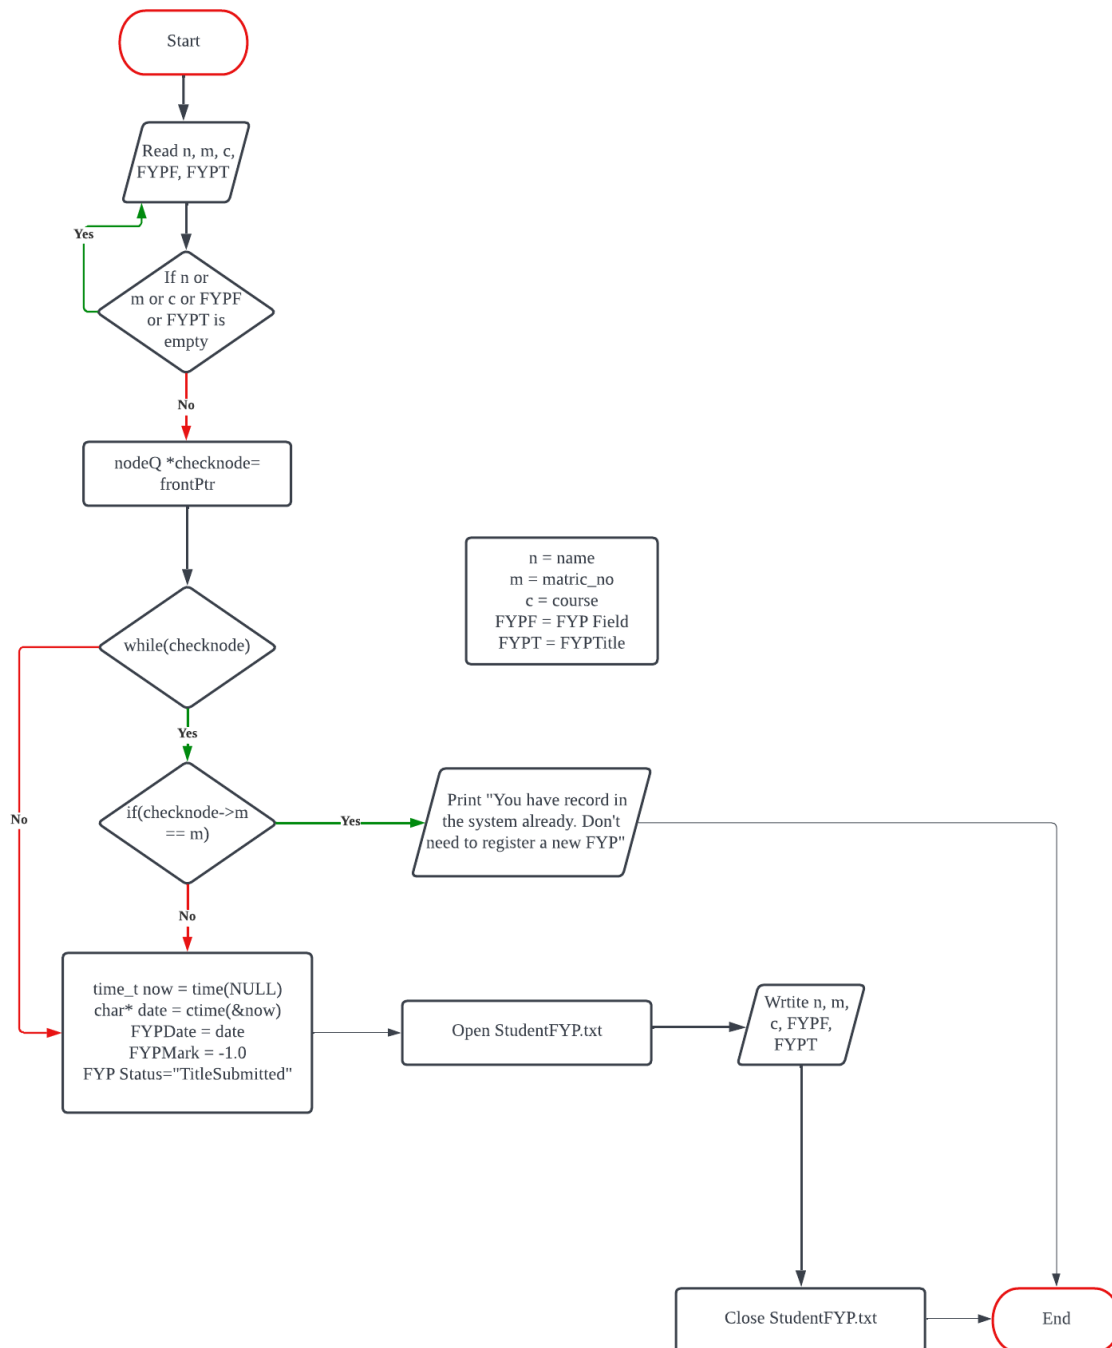 Start
Read n, m, c,
FYPF, FYPT
Yes
If n or
m or c or FYPF
or FYPT is
empty
No
nodeQ *checknode=
frontPtr
n = name
m = matric_no
c = course
FYPF = FYP Field
FYPT = FYPTitle
while(checknode)
Yes
No
if(checknode->m
== m)
Yes
Print "You have record in
the system already. Don't
need to register a new FYP"
No
time_t now = time(NULL)
char* date = ctime(&now)
FYPDate = date
FYPMark = -1.0
FYP Status="TitleSubmitted"
Open StudentFYP.txt
Wrtite n, m,
c, FYPF,
FYPT
Close StudentFYP.txt
End